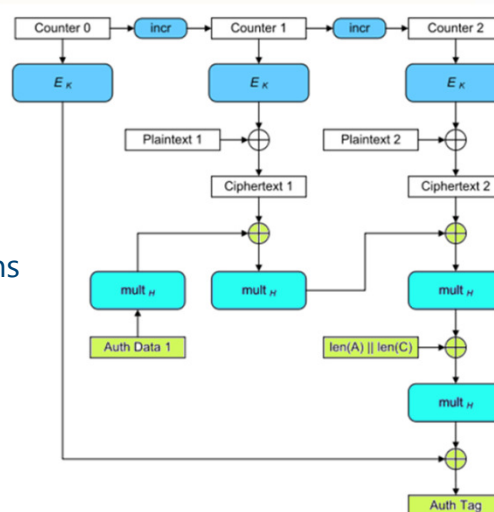 Counter 0 incr Counter 1 incr Counter 2
E K E K E K
Plaintext 1 Plaintext 2
Ciphertext 1 Ciphertext 2
ns
mult H mult H mult H
Auth Data 1 len(A) || len(C)
mult H
Auth Tag